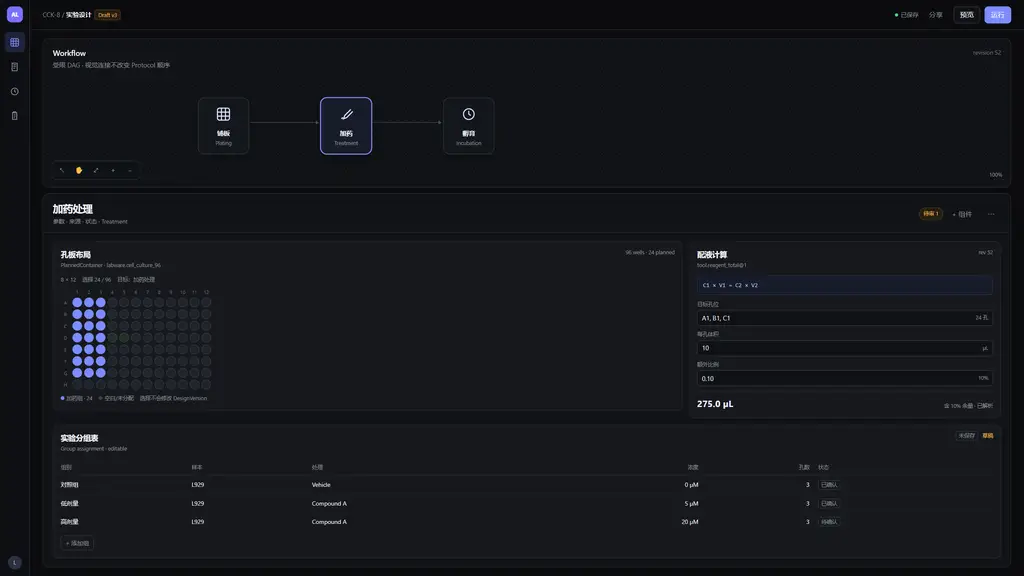 AL
CCK-8 / 实验设计 Draft v3
已保存 分享 预览 运行
Workflow
受限 DAG · 视觉连接不改变 Protocol 顺序
revision 52
铺板
Plating
加药
Treatment
孵育
Incubation
100%
加药处理
参数 · 来源 · 状态 · Treatment
待审 1
+ 组件
孔板布局
PlannedContainer · labware.cell_culture_96
96 wells · 24 planned
8 × 12 选择 24 / 96 目标: 加药处理
1 2 3 4 5 6 7 8 9 10 11 12
A
B
C
D
E
F
G
H
加药组 · 24 空白/未分配 选择不会修改 DesignVersion
配液计算
rev 52
tool.reagent_total@1
C1 × V1 = C2 × V2
目标孔位
A1, B1, C1 24 孔
每孔体积
10 µL
额外比例
0.10 10%
275.0 µL
含 10% 余量 · 已解析
实验分组表
Group assignment · editable
未保存 草稿
组别 样本 处理 浓度 孔数 状态
对照组 L929 Vehicle 0 µM 3 已确认
低剂量 L929 Compound A 5 µM 3 已确认
高剂量 L929 Compound A 20 µM 3 待确认
+ 添加组
L